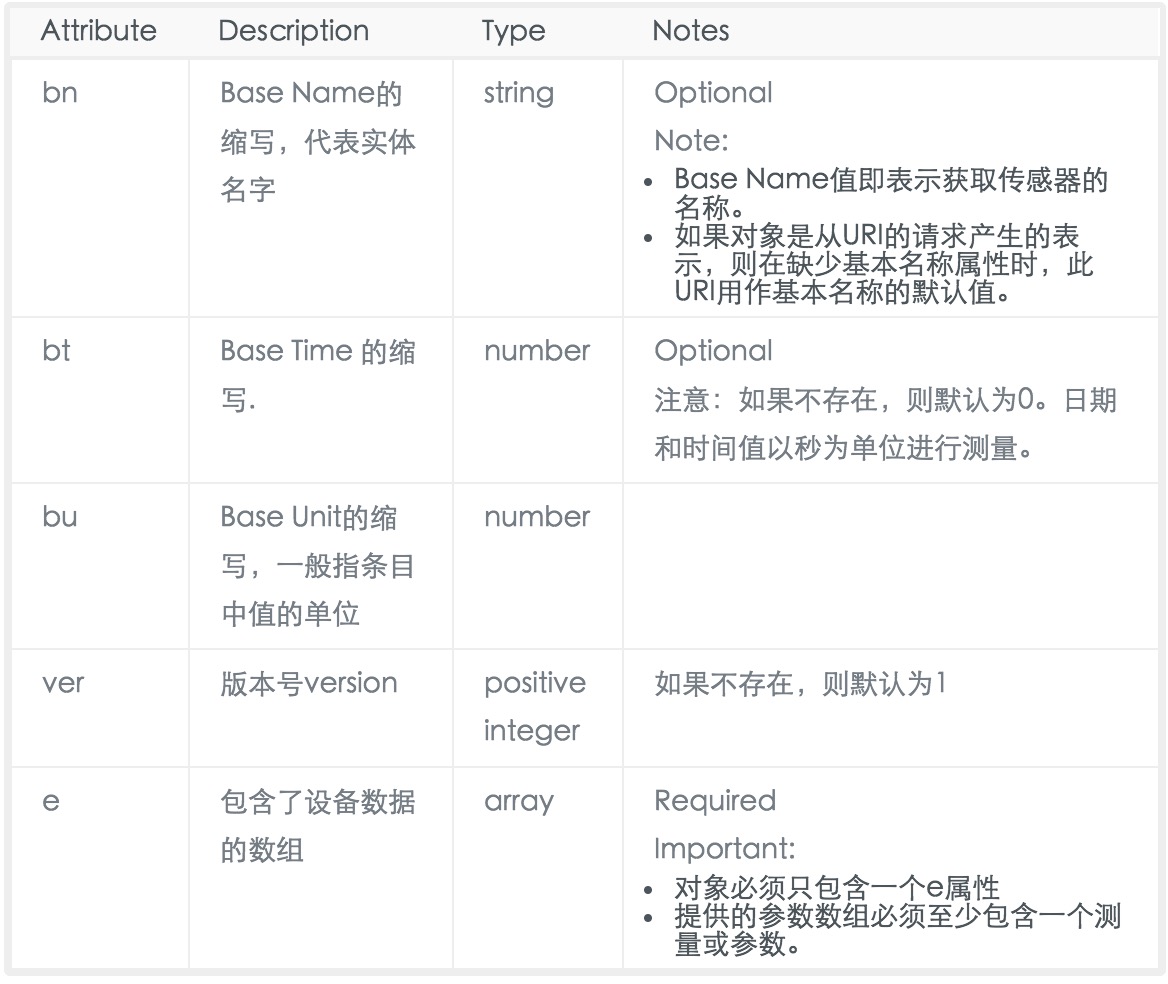 Attribute Description Type Notes
bn Base Name的 string Optional
缩写，代表实体 Note:
名字
Base Name值即表示获取传感器的
名称。
如果对象是从URI的请求产生的表
示，则在缺少基本名称属性时，此
URI用作基本名称的默认值。
bt Base Time 的缩 number Optional
写. 注意：如果不存在，则默认为0。日期
和时间值以秒为单位进行测量。
bu Base Unit的缩 number
写，一般指条目
中值的单位
ver 版本号version positive 如果不存在，则默认为1
integer
e 包含了设备数据 array Required
的数组 Important:
对象必须只包含一个e属性
提供的参数数组必须至少包含一个测
量或参数。